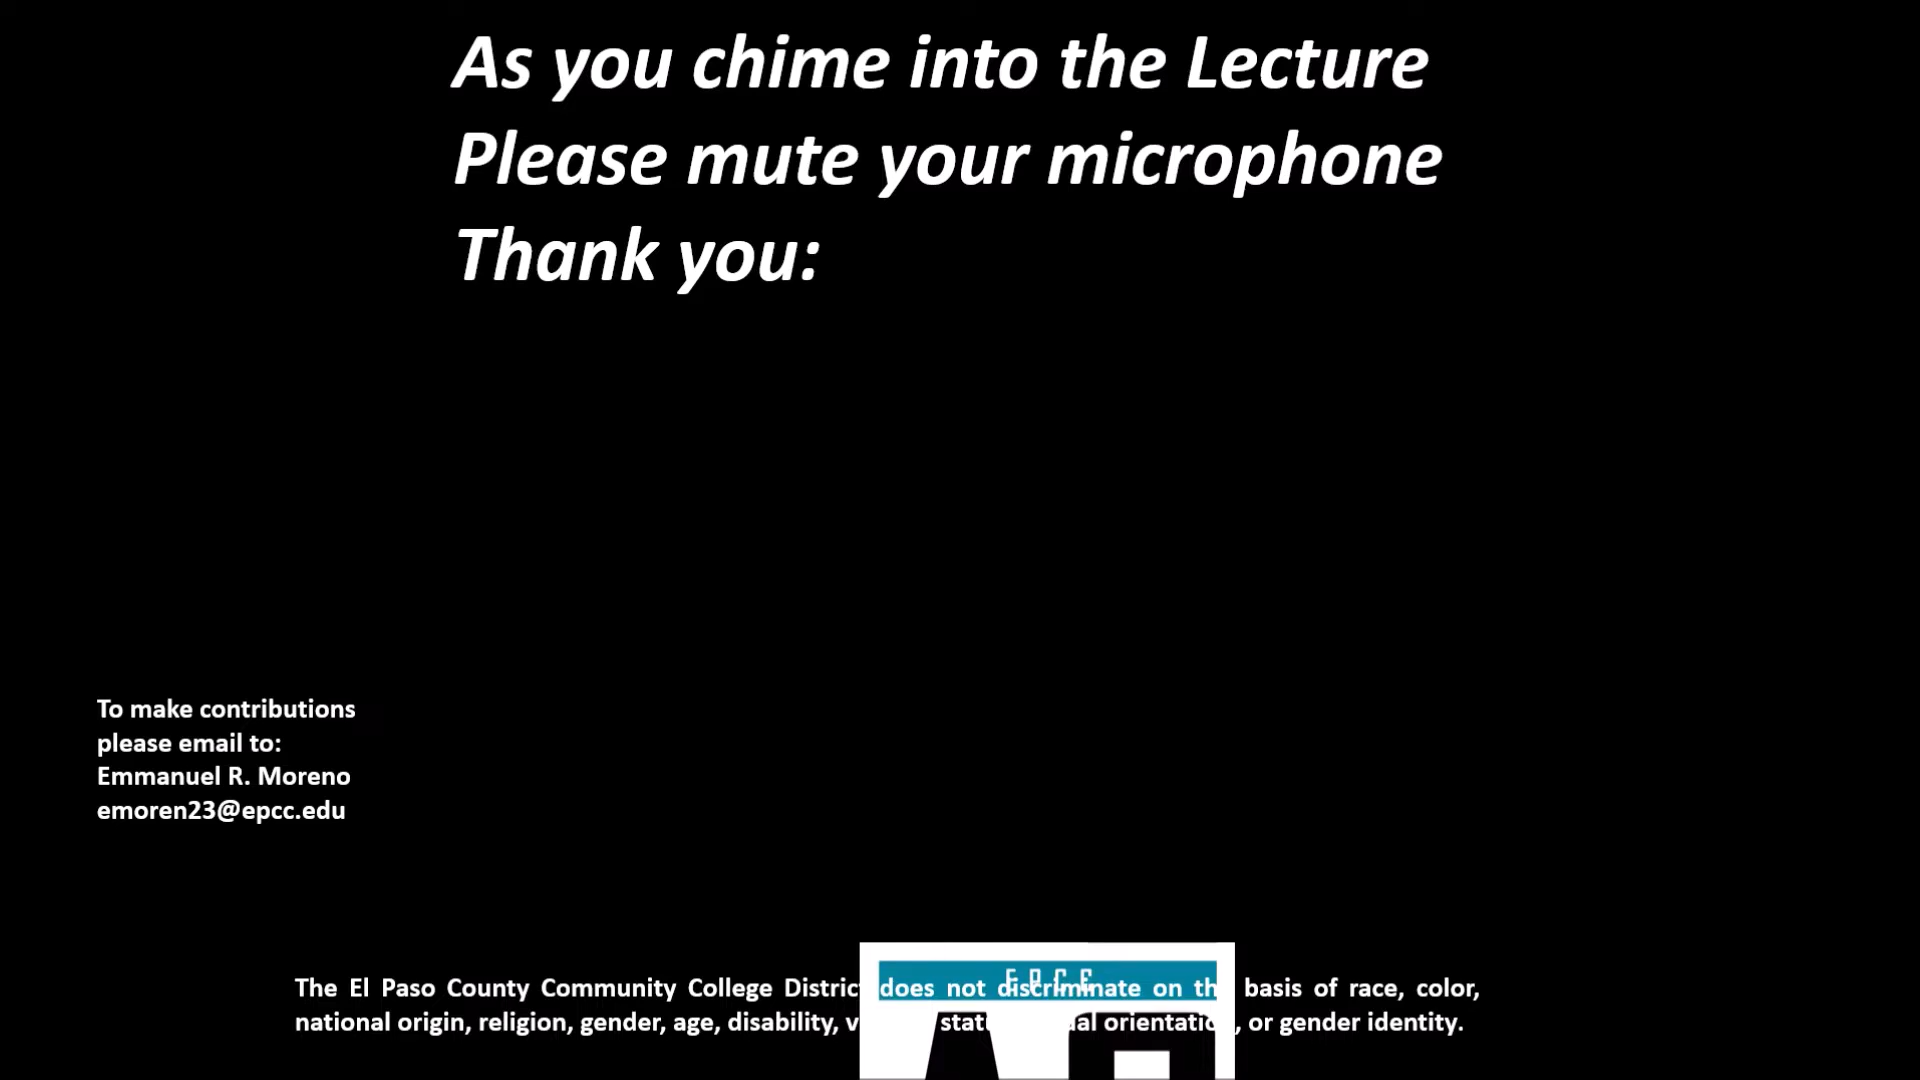 As you chime into the Lecture
Please mute your microphone
Thank you:
To make contributions
please email to:
Emmanuel R. Moreno
emoren23@epcc.edu
E P C C
The El Paso County Community College District does not discriminate on the basis of race, color,
national origin, religion, gender, age, disability, orientation, or gender identity.